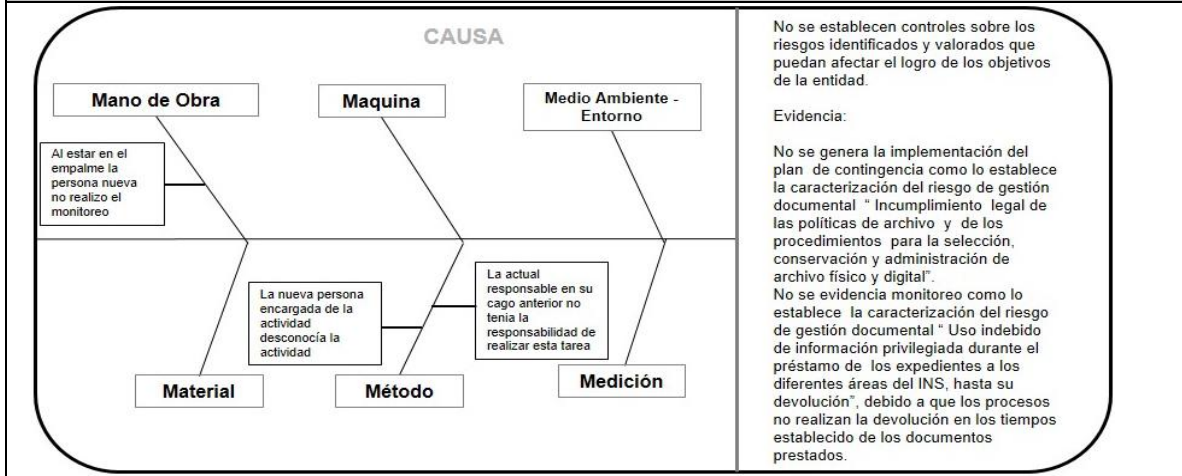 CAUSA
Mano de Obra
Maquina
Medio Ambiente -
Entorno
Al estar en el
empalme la
persona nueva
no realizo el
monitoreo
La nueva persona
encargada de la
actividad
desconocía la
actividad
La actual
responsable en su
cago anterior no
tenia la
responsabilidad de
realizar esta tarea
Material
Método
Medición
No se establecen controles sobre los
riesgos identificados y valorados que
puedan afectar el logro de los objetivos
de la entidad.
Evidencia:
No se genera la implementación del
plan de contingencia como lo establece
la caracterización del riesgo de gestión
documental “ Incumplimiento legal de
las políticas de archivo y de los
procedimientos para la selección,
conservación y administración de
archivo físico y digital”.
No se evidencia monitoreo como lo
establece la caracterización del riesgo
de gestión documental “ Uso indebido
de información privilegiada durante el
préstamo de los expedientes a los
diferentes áreas del INS, hasta su
devolución”, debido a que los procesos
no realizan la devolución en los tiempos
establecido de los documentos
prestados.